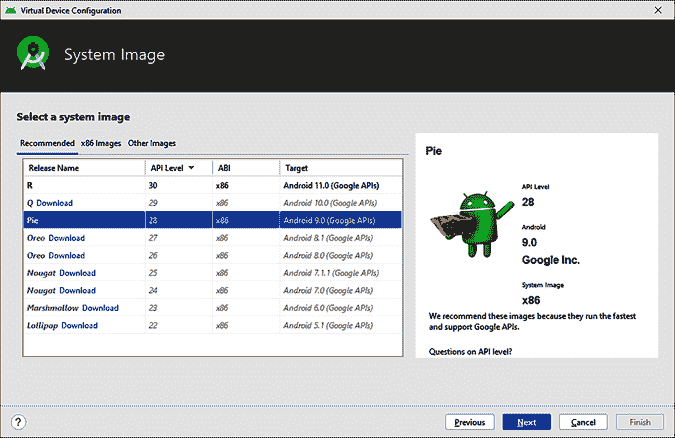 Virtual Device Configuration
System Image
Select a system image
Recommended x86 Images Other Images
Release Name API Level ABI Target
R 30 x86 Android 11.0 (Google APIs)
Q Download 29 x86 Android 10.0 (Google APIs)
Pie 28 x86 Android 9.0 (Google APIs)
Oreo Download 27 x86 Android 8.1 (Google APIs)
Oreo Download 26 x86 Android 8.0 (Google APIs)
Nougat Download 25 x86 Android 7.1.1 (Google APIs)
Nougat Download 24 x86 Android 7.0 (Google APIs)
Marshmallow Download 23 x86 Android 6.0 (Google APIs)
Lollipop Download 22 x86 Android 5.1 (Google APIs)
Pie
API Level
28
Android
9.0
Google Inc.
System Image
x86
We recommend these images because they run the fastest
and support Google APIs.
Questions on API level?
? Previous Next Cancel Finish